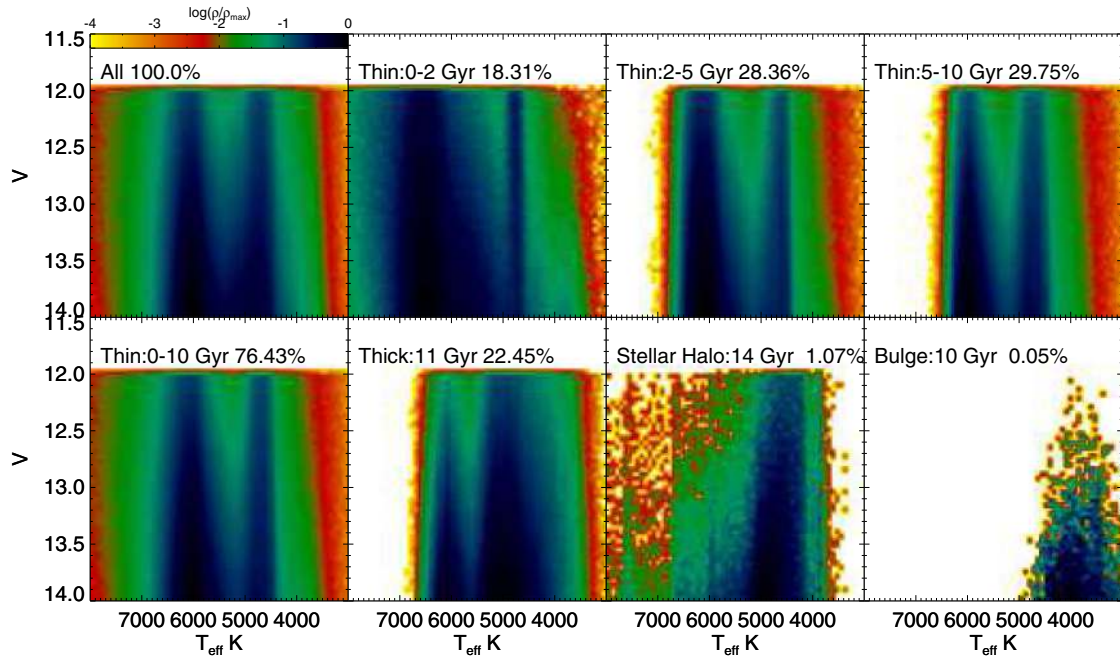 log(ρ/ρmax)
-4 -3 -2 -1 0
11.5
All 100.0% Thin:0-2 Gyr 18.31% Thin:2-5 Gyr 28.36% Thin:5-10 Gyr 29.75%
12.0
12.5
V
13.0
13.5
14.0
11.5
Thin:0-10 Gyr 76.43% Thick:11 Gyr 22.45% Stellar Halo:14 Gyr 1.07% Bulge:10 Gyr 0.05%
12.0
12.5
V
13.0
13.5
14.0
7000 6000 5000 4000 7000 6000 5000 4000 7000 6000 5000 4000 7000 6000 5000 4000
Teff K Teff K Teff K Teff K